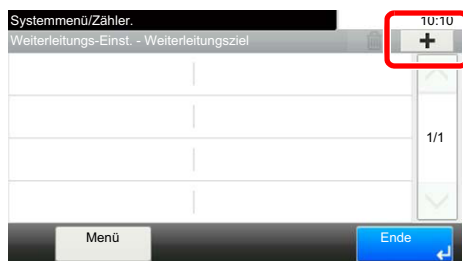 Systemmenü/Zähler. 10:10
Weiterleitungs-Einst. - Weiterleitungsziel
+
1/1
Menü Ende